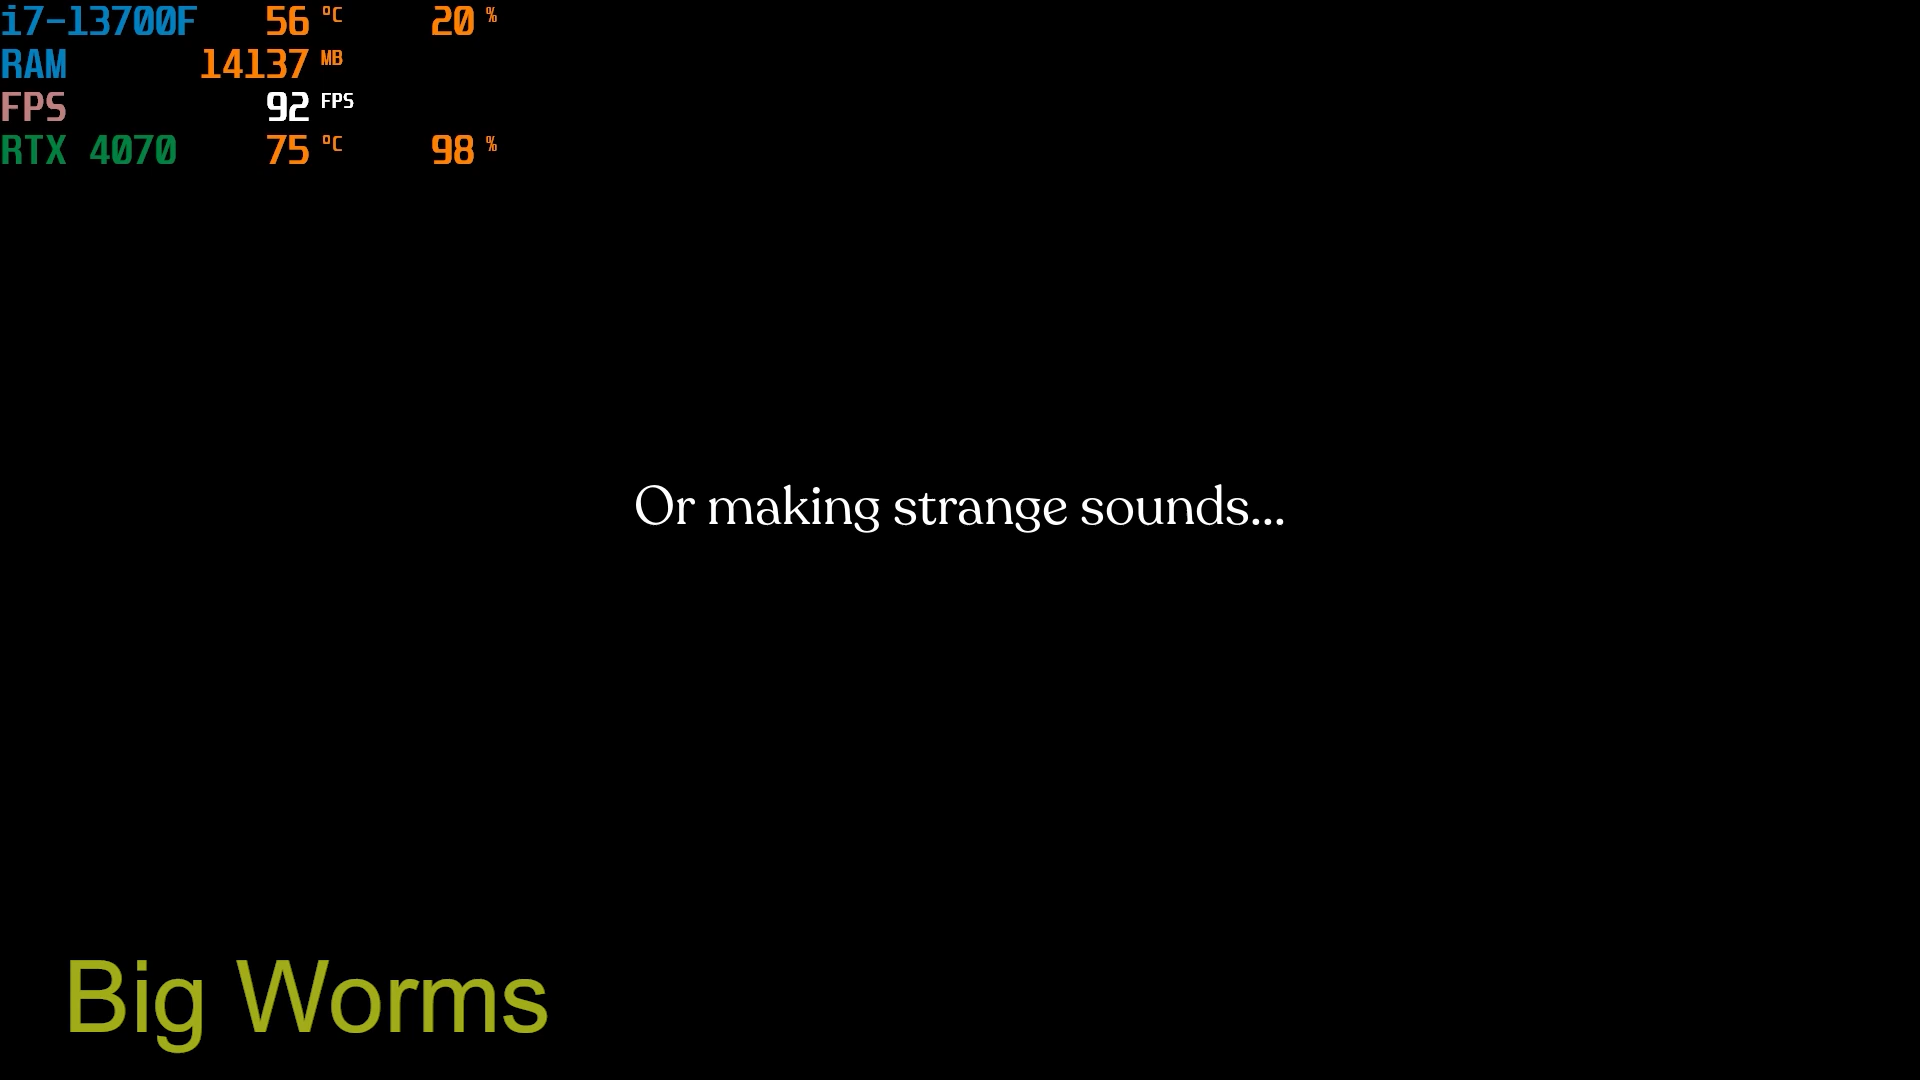 i7-13700F 56 °C 20 %
RAM 14137 MB
FPS 92 FPS
RTX 4070 75 °C 98 %
Or making strange sounds...
Big Worms